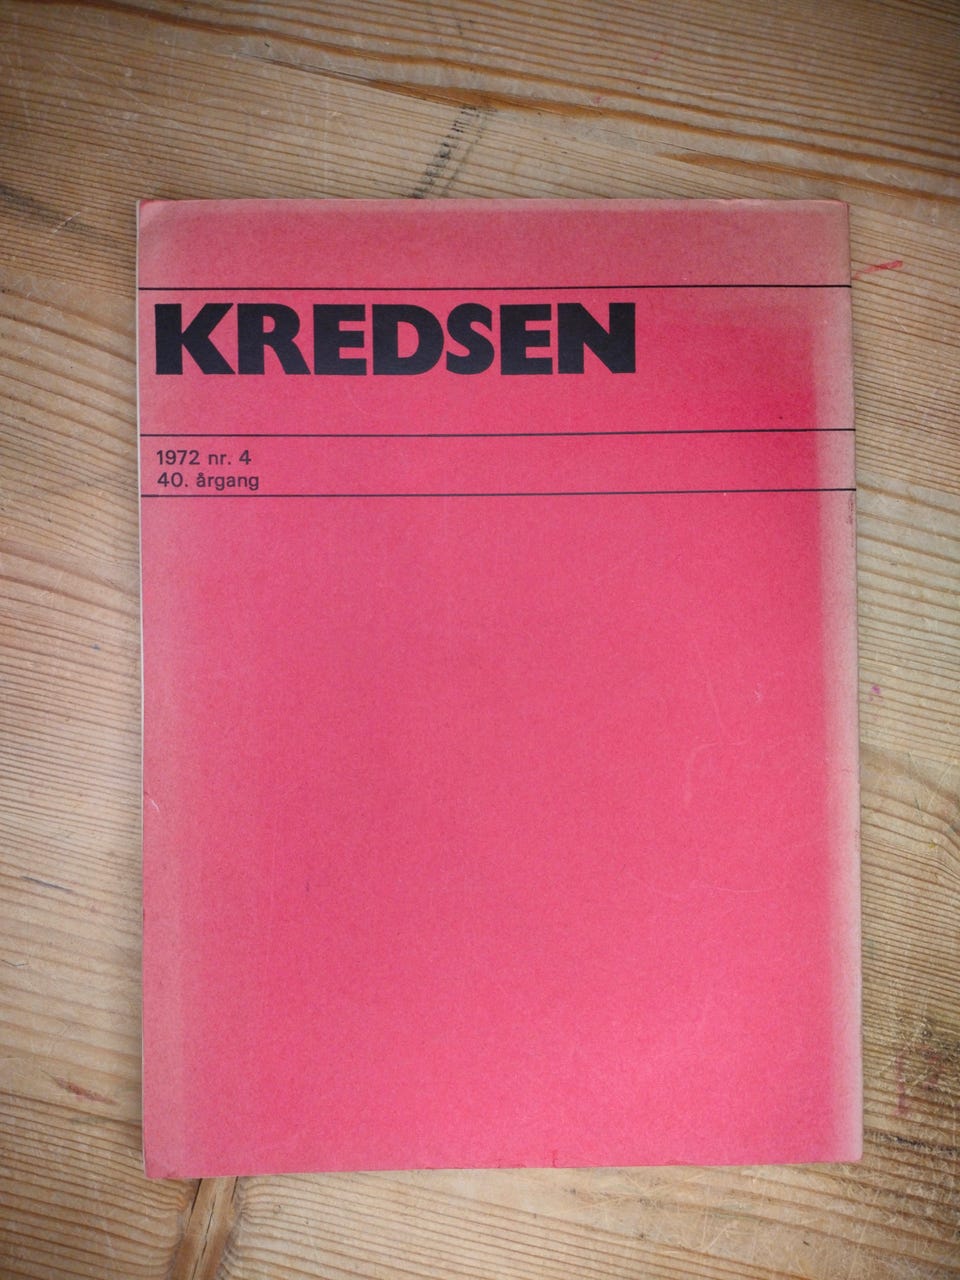 KREDSEN
1972 nr. 4
40. årgang